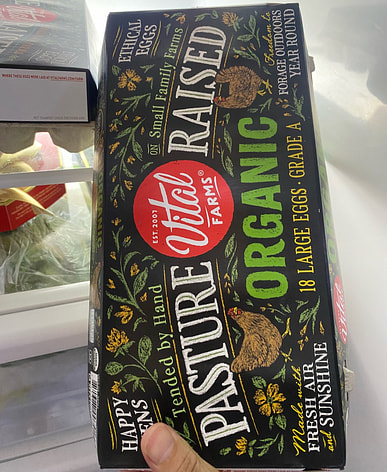 ETHICAL
EGGS
Tended by Hand ON Small Family Farms
PASTURE RAISED
EST. 2007
Vital
FARMS®
ORGANIC
18 LARGE EGGS · GRADE A
HAPPY
HENS
Made with
FRESH AIR
and SUNSHINE
Freedom to
FORAGE OUTDOORS
YEAR ROUND